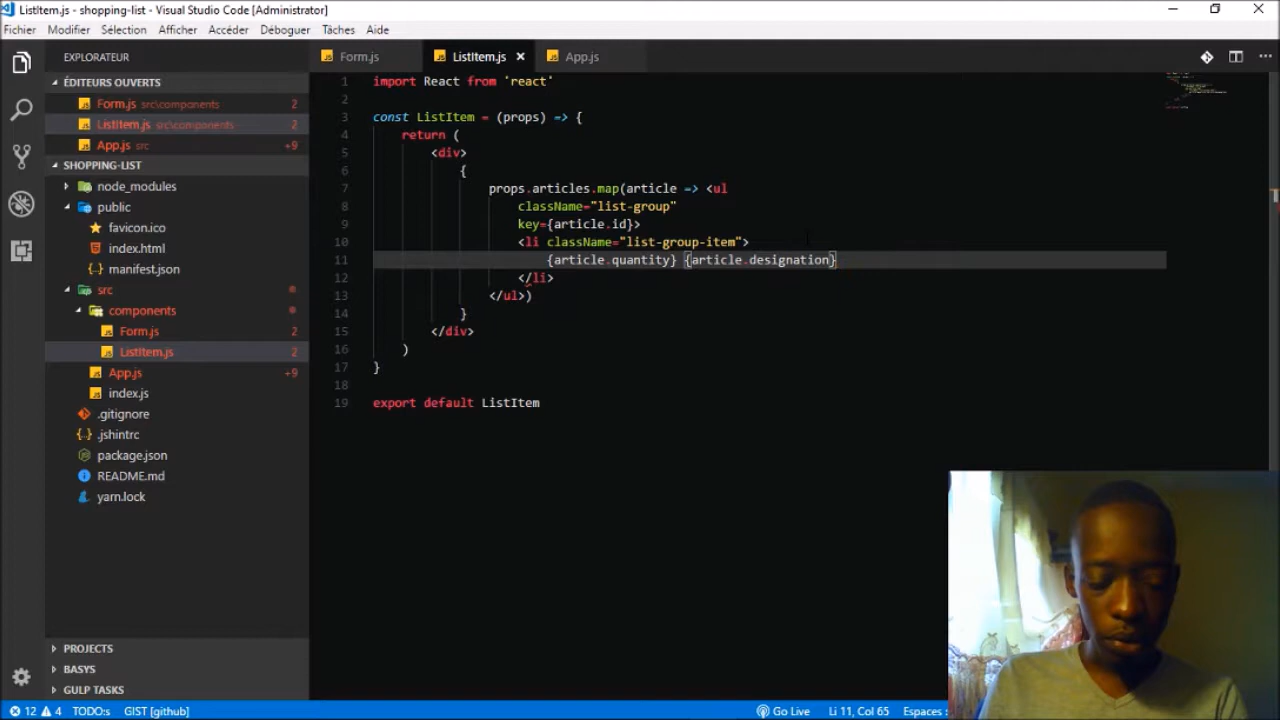 ListItem.js - shopping-list - Visual Studio Code [Administrator]
Fichier Modifier Sélection Afficher Accéder Déboguer Tâches Aide
EXPLORATEUR
ÉDITEURS OUVERTS
Form.js src\components 2
ListItem.js src\components 2
App.js src +9
SHOPPING-LIST
node_modules
public
favicon.ico
index.html
manifest.json
src
components
Form.js 2
ListItem.js 2
App.js +9
index.js
.gitignore
.jshintrc
package.json
README.md
yarn.lock
PROJECTS
BASYS
GULP TASKS
Form.js ListItem.js App.js
1 import React from 'react'
2
3 const ListItem = (props) => {
4 return (
5 <div>
6 {
7 props.articles.map(article => <ul
8 className="list-group"
9 key={article.id}>
10 <li className="list-group-item">
11 {article.quantity} {article.designation}
12 </li>
13 </ul>)
14 }
15 </div>
16 )
17 }
18
19 export default ListItem
12 4 TODO:s GIST [github] Go Live Li 11, Col 65 Espaces :